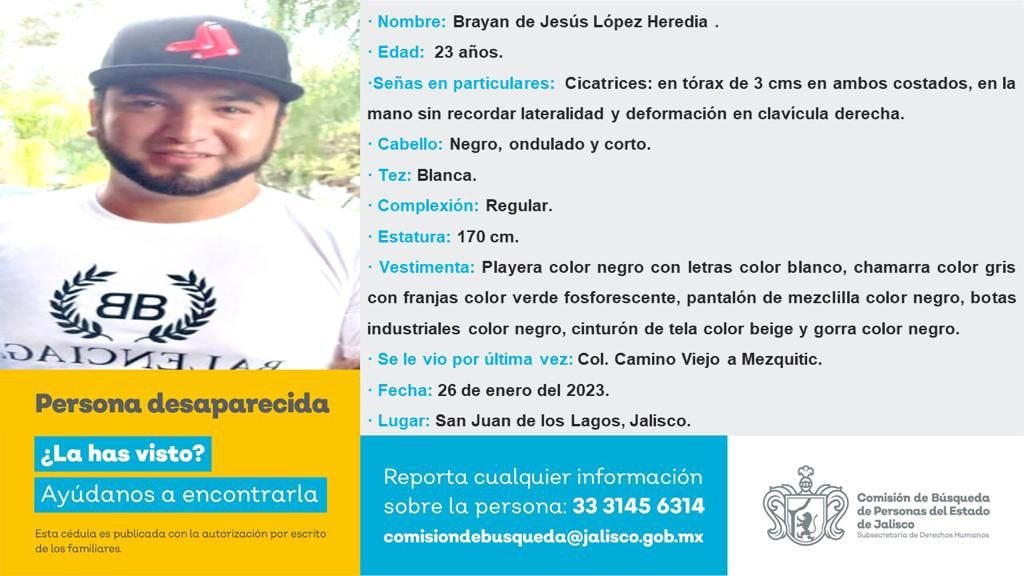 BB
BALENCIAGA
· Nombre: Brayan de Jesús López Heredia .
· Edad: 23 años.
·Señas en particulares: Cicatrices: en tórax de 3 cms en ambos costados, en la
mano sin recordar lateralidad y deformación en clavícula derecha.
· Cabello: Negro, ondulado y corto.
· Tez: Blanca.
· Complexión: Regular.
· Estatura: 170 cm.
· Vestimenta: Playera color negro con letras color blanco, chamarra color gris
con franjas color verde fosforescente, pantalón de mezclilla color negro, botas
industriales color negro, cinturón de tela color beige y gorra color negro.
· Se le vio por última vez: Col. Camino Viejo a Mezquitic.
· Fecha: 26 de enero del 2023.
· Lugar: San Juan de los Lagos, Jalisco.
Persona desaparecida
¿La has visto?
Ayúdanos a encontrarla
Esta cédula es publicada con la autorización por escrito
de los familiares.
Reporta cualquier información
sobre la persona: 33 3145 6314
comisiondebusqueda@jalisco.gob.mx
Comisión de Búsqueda
de Personas del Estado
de Jalisco
Subsecretaría de Derechos Humanos